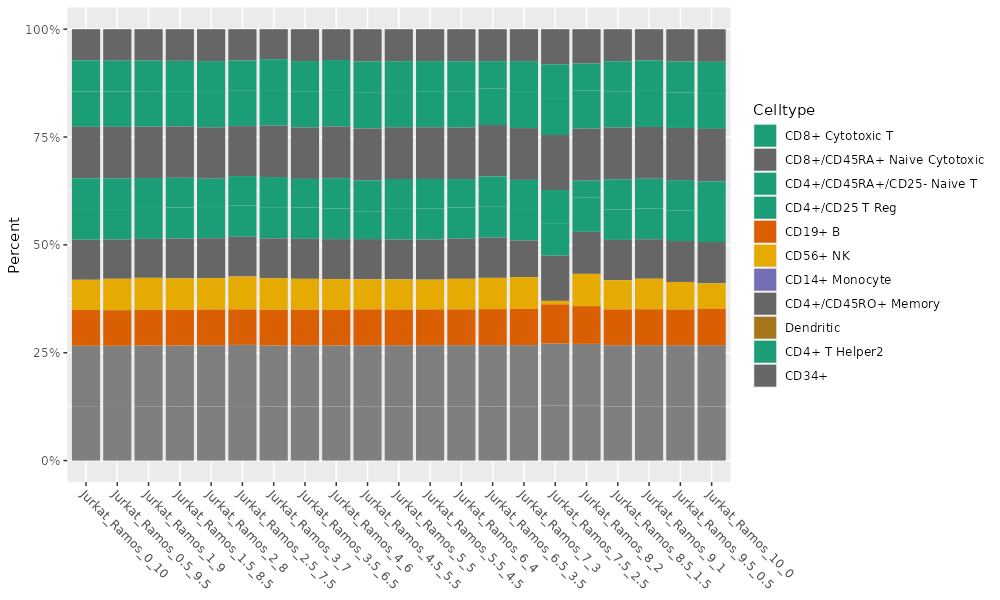 100%
75%
50%
25%
0%
Percent
Jurkat_Ramos_0_10
Jurkat_Ramos_0.5_9.5
Jurkat_Ramos_1_9
Jurkat_Ramos_1.5_8.5
Jurkat_Ramos_2_8
Jurkat_Ramos_2.5_7.5
Jurkat_Ramos_3_7
Jurkat_Ramos_3.5_6.5
Jurkat_Ramos_4_6
Jurkat_Ramos_4.5_5.5
Jurkat_Ramos_5_5
Jurkat_Ramos_5.5_4.5
Jurkat_Ramos_6_4
Jurkat_Ramos_6.5_3.5
Jurkat_Ramos_7_3
Jurkat_Ramos_7.5_2.5
Jurkat_Ramos_8_2
Jurkat_Ramos_8.5_1.5
Jurkat_Ramos_9_1
Jurkat_Ramos_9.5_0.5
Jurkat_Ramos_10_0
Celltype
CD8+ Cytotoxic T
CD8+/CD45RA+ Naive Cytotoxic
CD4+/CD45RA+/CD25- Naive T
CD4+/CD25 T Reg
CD19+ B
CD56+ NK
CD14+ Monocyte
CD4+/CD45RO+ Memory
Dendritic
CD4+ T Helper2
CD34+